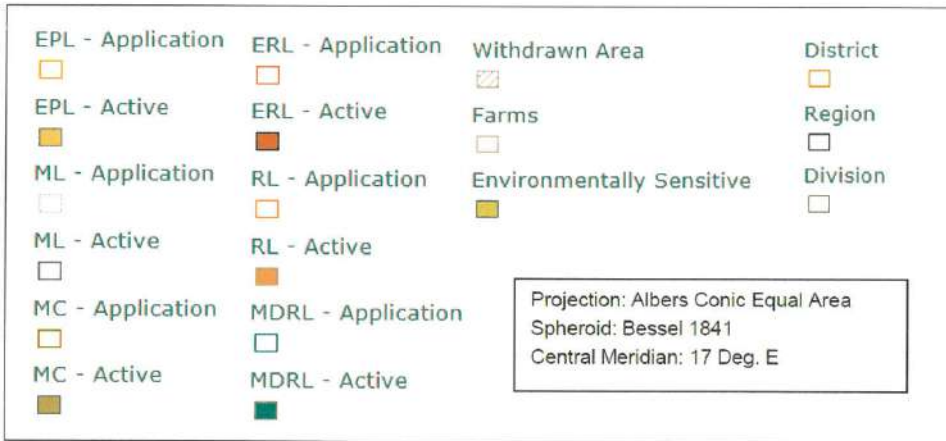 EPL - Application
EPL - Active
ML - Application
ML - Active
MC - Application
MC - Active
ERL - Application
ERL - Active
RL - Application
RL - Active
MDRL - Application
MDRL - Active
Withdrawn Area
Farms
Environmentally Sensitive
District
Region
Division
Projection: Albers Conic Equal Area
Spheroid: Bessel 1841
Central Meridian: 17 Deg. E